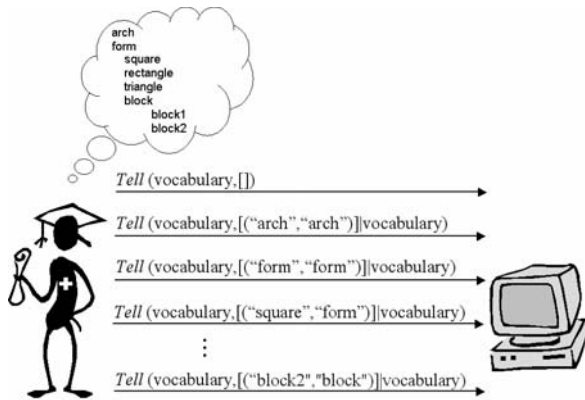 arch
form
square
rectangle
triangle
block
block1
block2
Tell (vocabulary,[])
Tell (vocabulary,[(“arch”,“arch”)]|vocabulary)
Tell (vocabulary,[(“form”,“form”)]|vocabulary)
Tell (vocabulary,[(“square”,“form”)]|vocabulary)
⋮
Tell (vocabulary,[(“block2","block”)]|vocabulary)